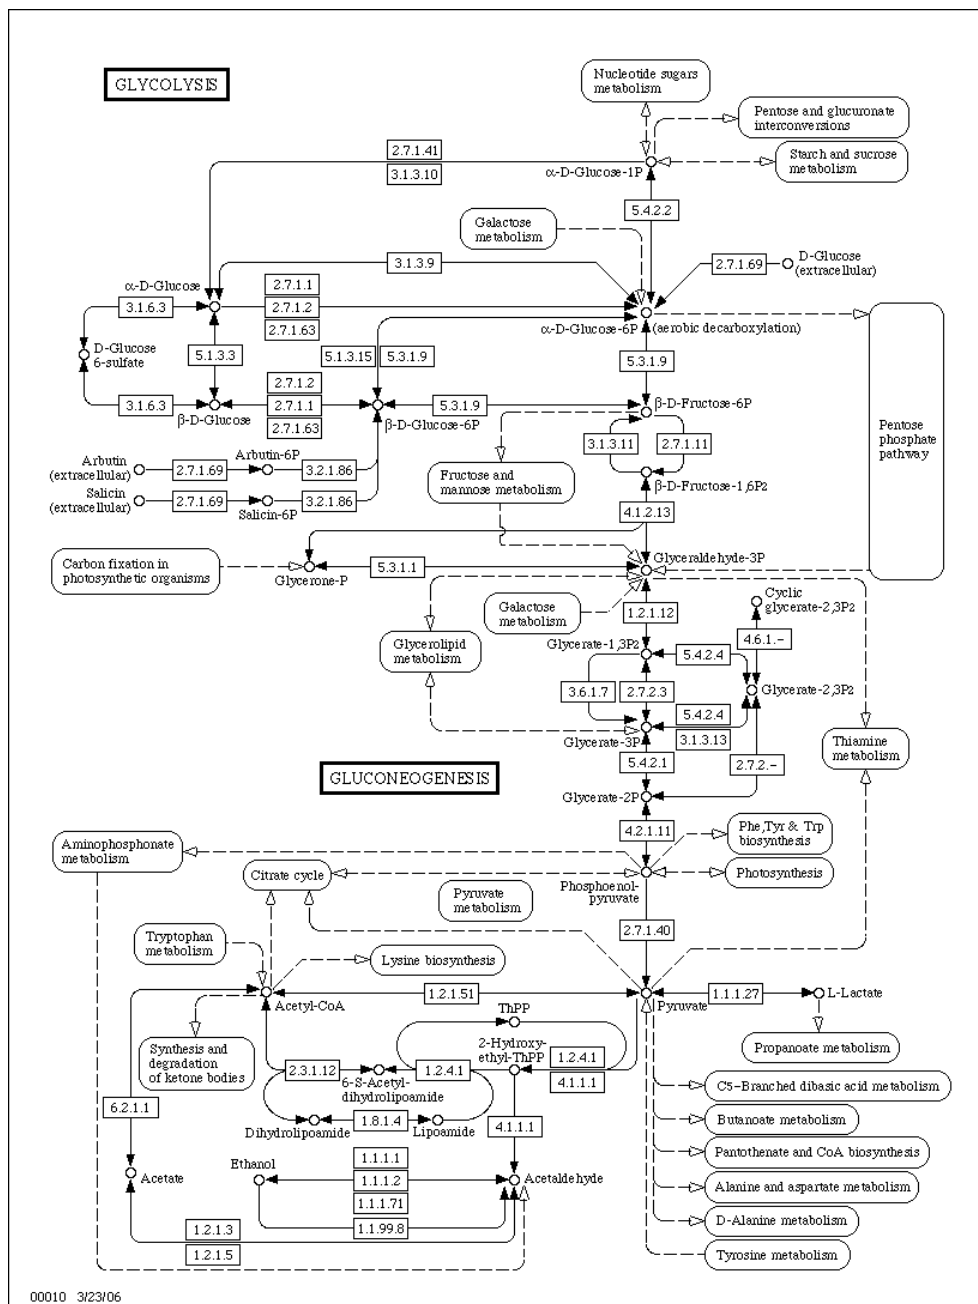 GLYCOLYSIS
Nucleotide sugars
metabolism
Pentose and glucuronate
interconversions
Starch and sucrose
metabolism
2.7.1.41
3.1.3.10
α-D-Glucose-1P
5.4.2.2
Galactose
metabolism
3.1.3.9
2.7.1.69
D-Glucose
(extracellular)
α-D-Glucose
3.1.6.3
2.7.1.1
2.7.1.2
2.7.1.63
α-D-Glucose-6P
(aerobic decarboxylation)
D-Glucose
6-sulfate
5.1.3.3
5.1.3.15
5.3.1.9
5.3.1.9
3.1.6.3
β-D-Glucose
2.7.1.2
2.7.1.1
2.7.1.63
β-D-Glucose-6P
5.3.1.9
β-D-Fructose-6P
Pentose
phosphate
pathway
3.1.3.11
2.7.1.11
Arbutin
(extracellular)
2.7.1.69
Arbutin-6P
3.2.1.86
Fructose and
mannose metabolism
β-D-Fructose-1,6P2
Salicin
(extracellular)
2.7.1.69
Salicin-6P
3.2.1.86
4.1.2.13
Carbon fixation in
photosynthetic organisms
Glycerone-P
5.3.1.1
Glyceraldehyde-3P
Galactose
metabolism
1.2.1.12
Cyclic
glycerate-2,3P2
4.6.1.-
Glycerolipid
metabolism
Glycerate-1,3P2
5.4.2.4
3.6.1.7
2.7.2.3
Glycerate-2,3P2
5.4.2.4
3.1.3.13
Glycerate-3P
Thiamine
metabolism
5.4.2.1
2.7.2.-
GLUCONEOGENESIS
Glycerate-2P
4.2.1.11
Phe,Tyr & Trp
biosynthesis
Aminophosphonate
metabolism
Citrate cycle
Photosynthesis
Pyruvate
metabolism
Phosphoenol-
pyruvate
2.7.1.40
Tryptophan
metabolism
Lysine biosynthesis
Acetyl-CoA
1.2.1.51
Pyruvate
1.1.1.27
L-Lactate
ThPP
Synthesis and
degradation
of ketone bodies
2-Hydroxy-
ethyl-ThPP
1.2.4.1
4.1.1.1
Propanoate metabolism
2.3.1.12
6-S-Acetyl-
dihydrolipoamide
1.2.4.1
C5-Branched dibasic acid metabolism
6.2.1.1
Dihydrolipoamide
1.8.1.4
Lipoamide
4.1.1.1
Butanoate metabolism
Pantothenate and CoA biosynthesis
Acetate
Ethanol
1.1.1.1
1.1.1.2
1.1.1.71
1.1.99.8
Acetaldehyde
Alanine and aspartate metabolism
D-Alanine metabolism
1.2.1.3
1.2.1.5
Tyrosine metabolism
00010 3/23/06